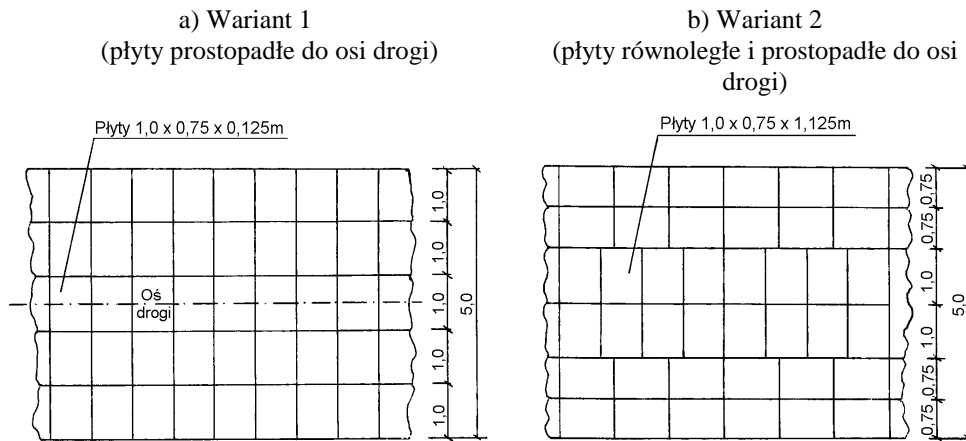 a) Wariant 1
(płyty prostopadłe do osi drogi)
Płyty 1,0 x 0,75 x 0,125m
Oś
drogi
1,0
1,0
1,0
1,0
1,0
5,0
b) Wariant 2
(płyty równoległe i prostopadłe do osi
drogi)
Płyty 1,0 x 0,75 x 1,125m
0,75
0,75
1,0
1,0
0,75
0,75
5,0